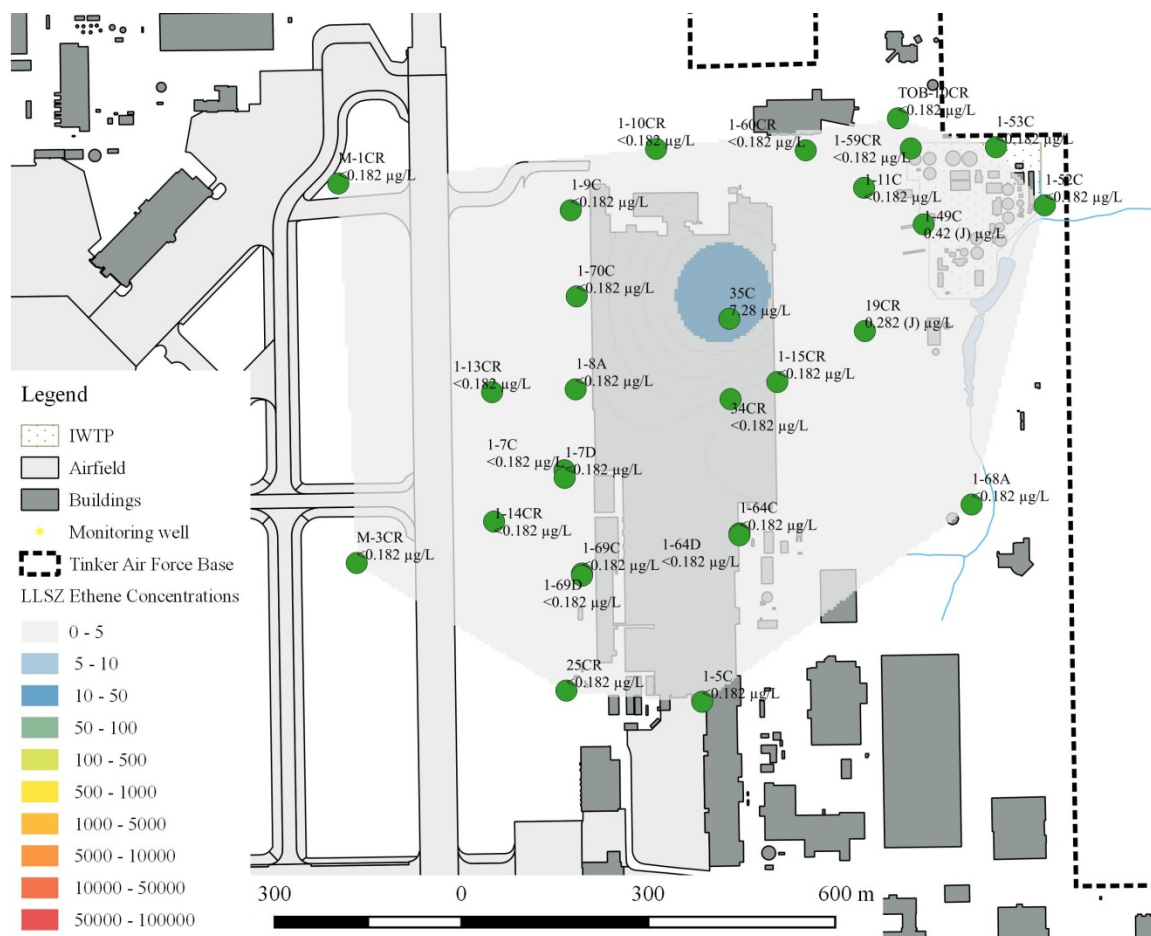 TOB-10CR
<0.182 µg/L
1-10CR
<0.182 µg/L
1-60CR
<0.182 µg/L
1-59CR
<0.182 µg/L
1-53C
<0.182 µg/L
M-1CR
<0.182 µg/L
1-9C
<0.182 µg/L
1-11C
<0.182 µg/L
1-52C
<0.182 µg/L
1-49C
0.42 (J) µg/L
1-70C
<0.182 µg/L
35C
7.28 µg/L
19CR
0.282 (J) µg/L
1-13CR
<0.182 µg/L
1-8A
<0.182 µg/L
1-15CR
<0.182 µg/L
34CR
<0.182 µg/L
1-7C
<0.182 µg/L
1-7D
<0.182 µg/L
1-68A
<0.182 µg/L
1-14CR
<0.182 µg/L
1-64C
<0.182 µg/L
M-3CR
<0.182 µg/L
1-69C
<0.182 µg/L
1-64D
<0.182 µg/L
1-69D
<0.182 µg/L
25CR
<0.182 µg/L
1-5C
<0.182 µg/L
Legend
IWTP
Airfield
Buildings
Monitoring well
Tinker Air Force Base
LLSZ Ethene Concentrations
0 - 5
5 - 10
10 - 50
50 - 100
100 - 500
500 - 1000
1000 - 5000
5000 - 10000
10000 - 50000
50000 - 100000
300 0 300 600 m